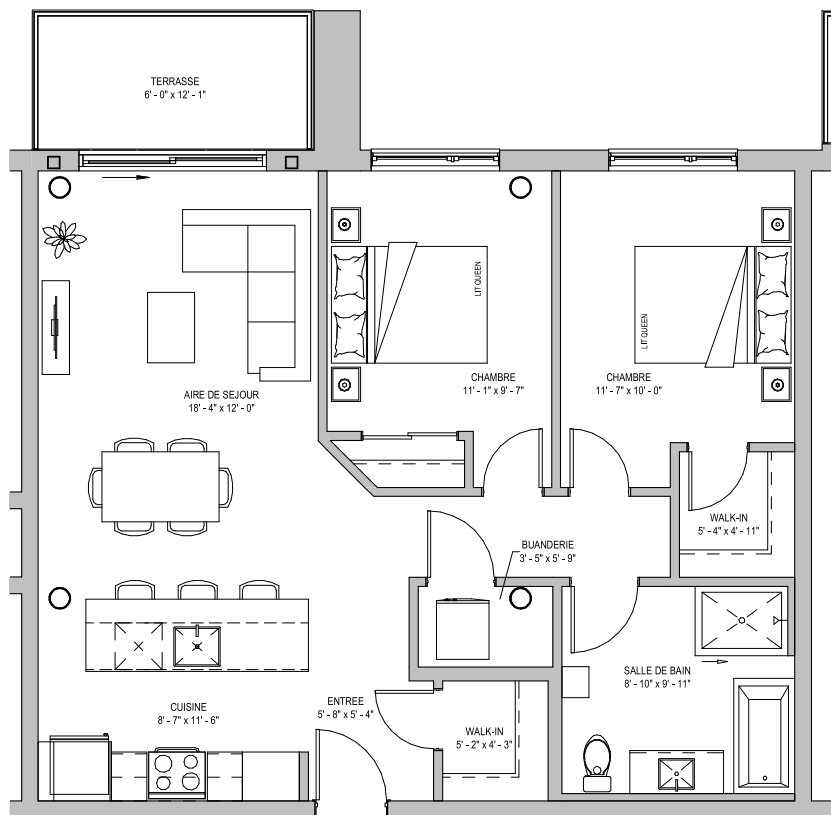 TERRASSE
6' - 0" x 12' - 1"
LIT QUEEN
LIT QUEEN
CHAMBRE
11' - 1" x 9' - 7"
CHAMBRE
11' - 7" x 10' - 0"
AIRE DE SEJOUR
18' - 4" x 12' - 0"
WALK-IN
5' - 4" x 4' - 11"
BUANDERIE
3' - 5" x 5' - 9"
SALLE DE BAIN
8' - 10" x 9' - 11"
CUISINE
8' - 7" x 11' - 6"
ENTREE
5' - 8" x 5' - 4"
WALK-IN
5' - 2" x 4' - 3"